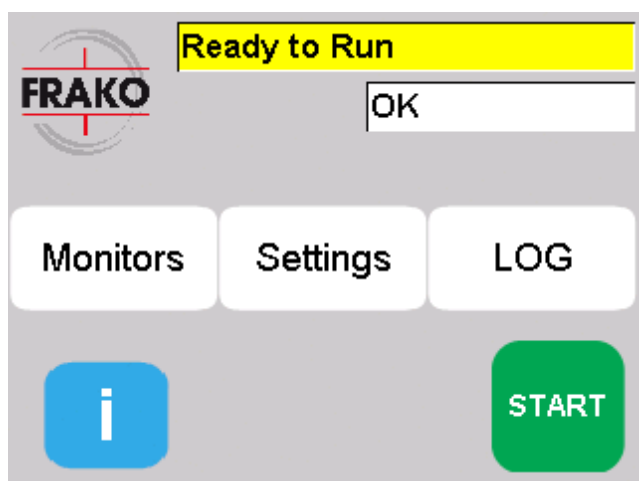 Ready to Run
FRAKO
OK
Monitors Settings LOG
i START